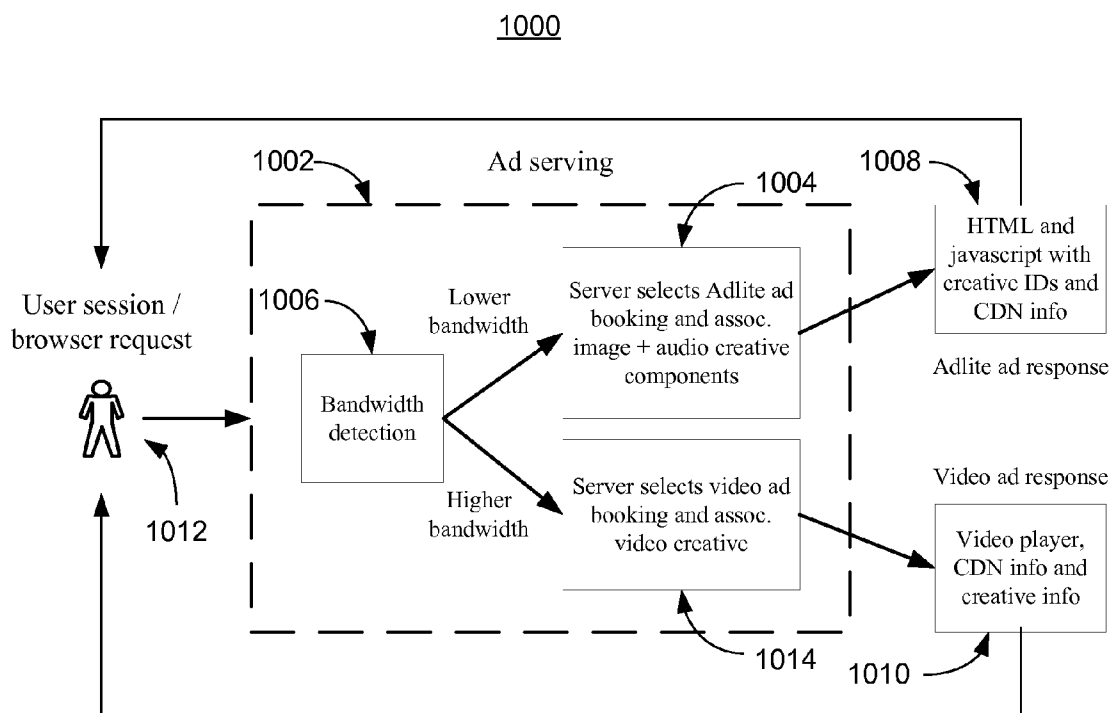 1000
1002
Ad serving
1004
1008
HTML and
javascript with
creative IDs and
CDN info
Adlite ad response
User session /
browser request
1006
Lower
bandwidth
Server selects Adlite ad
booking and assoc.
image + audio creative
components
Bandwidth
detection
1012
Higher
bandwidth
Server selects video ad
booking and assoc.
video creative
Video ad response
Video player,
CDN info and
creative info
1014
1010